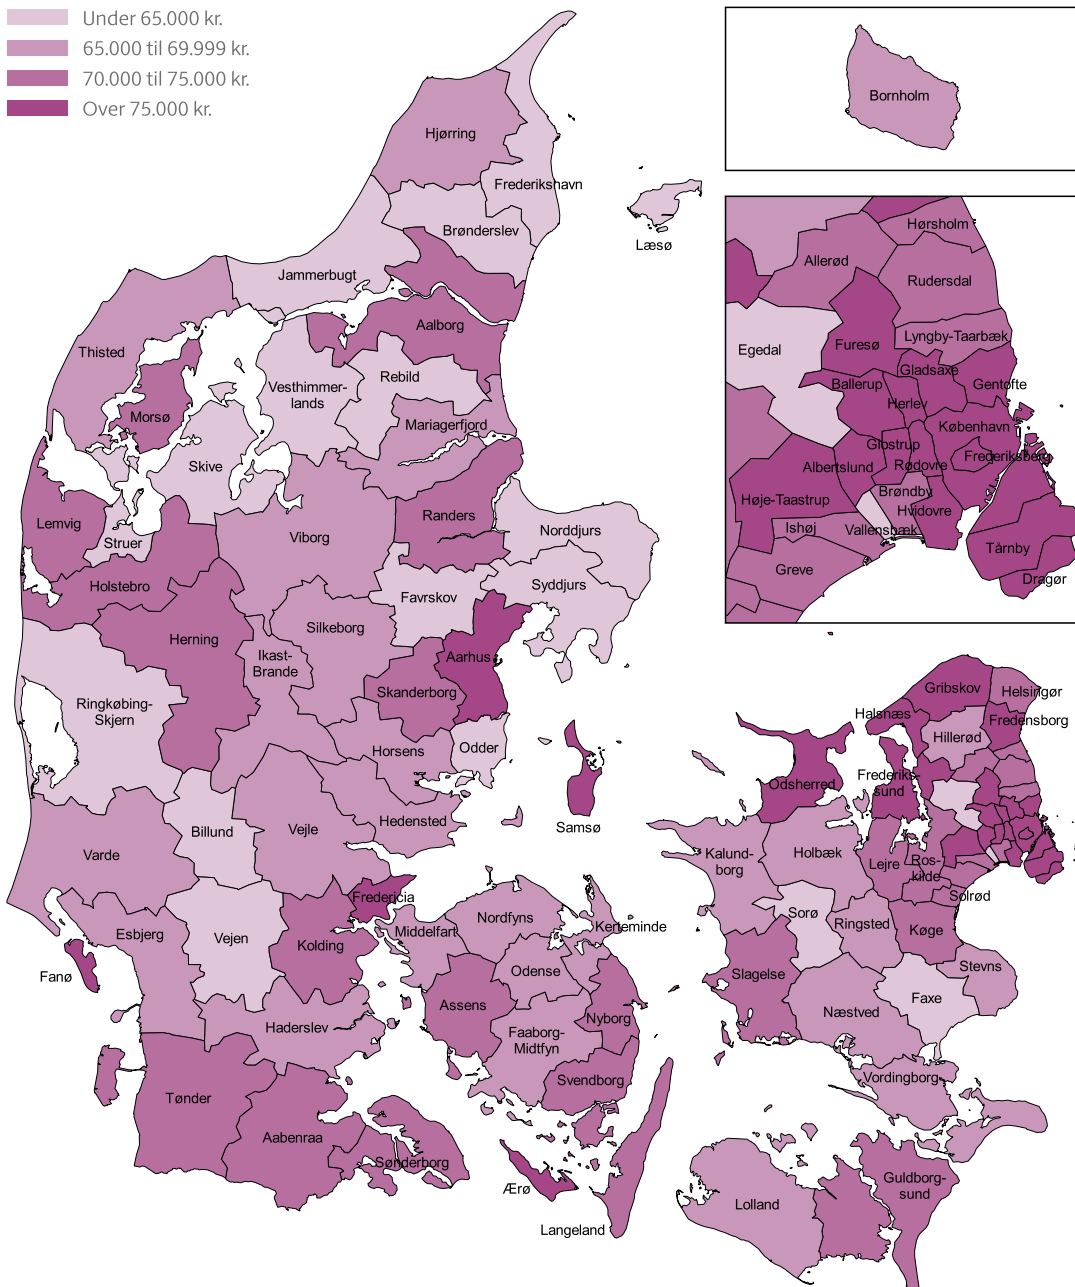 Under 65.000 kr.
65.000 til 69.999 kr.
70.000 til 75.000 kr.
Over 75.000 kr.
Bornholm
Hjørring
Frederikshavn
Brønderslev
Læsø
Jammerbugt
Aalborg
Thisted
Rebild
Vesthimmer-
lands
Morsø
Mariagerfjord
Skive
Lemvig
Struer
Viborg
Randers
Norddjurs
Holstebro
Favrskov
Syddjurs
Herning
Silkeborg
Ikast-
Brande
Aarhus
Skanderborg
Ringkøbing-
Skjern
Horsens
Odder
Samsø
Hedensted
Billund
Vejle
Varde
Fredericia
Esbjerg
Vejen
Kolding
Middelfart
Nordfyns
Kerteminde
Fanø
Odense
Assens
Nyborg
Haderslev
Faaborg-
Midtfyn
Svendborg
Tønder
Aabenraa
Sønderborg
Ærø
Langeland
Hørsholm
Allerød
Rudersdal
Egedal
Furesø
Lyngby-Taarbæk
Gladsaxe
Ballerup
Gentofte
Herlev
København
Glostrup
Frederiksberg
Albertslund
Rødovre
Høje-Taastrup
Brøndby
Hvidovre
Ishøj
Vallensbæk
Tårnby
Greve
Dragør
Gribskov
Helsingør
Halsnæs
Fredensborg
Hillerød
Odsherred
Frederiks-
sund
Kalund-
borg
Holbæk
Lejre
Ros-
kilde
Solrød
Sorø
Ringsted
Køge
Slagelse
Stevns
Faxe
Næstved
Vordingborg
Guldborg-
sund
Lolland